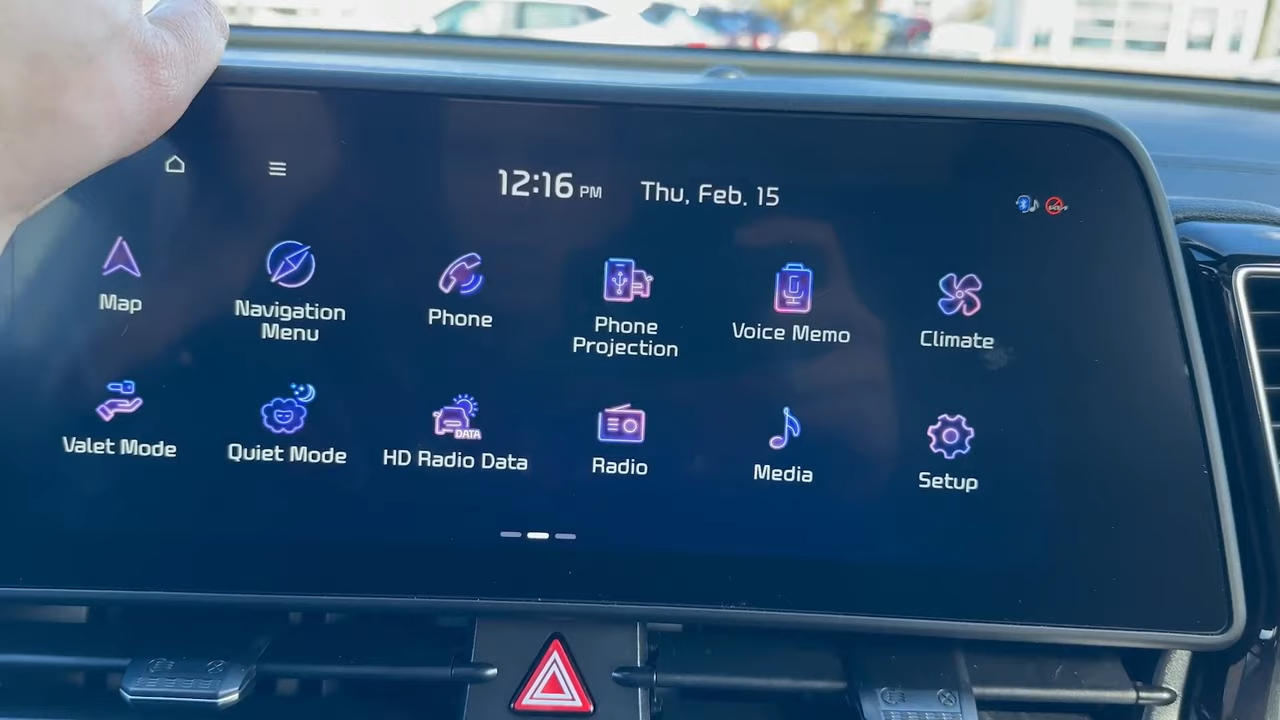 12:16 PM Thu, Feb. 15
Map
Navigation
Menu
Phone
Phone
Projection
Voice Memo
Climate
Valet Mode
Quiet Mode
DATA
HD Radio Data
Radio
Media
Setup